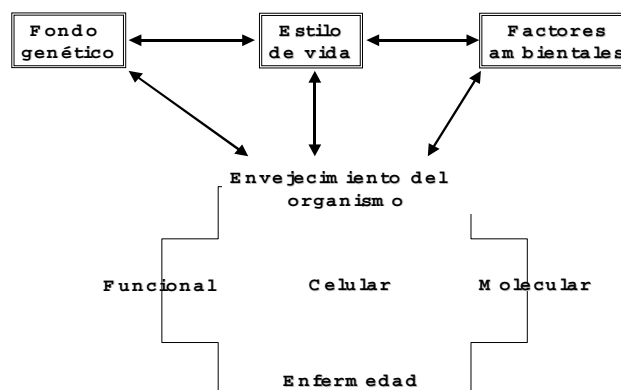 Fondo
genético
Estilo
de vida
Factores
ambientales
Envejecimiento del
organismo
Funcional
Celular
Molecular
Enfermedad